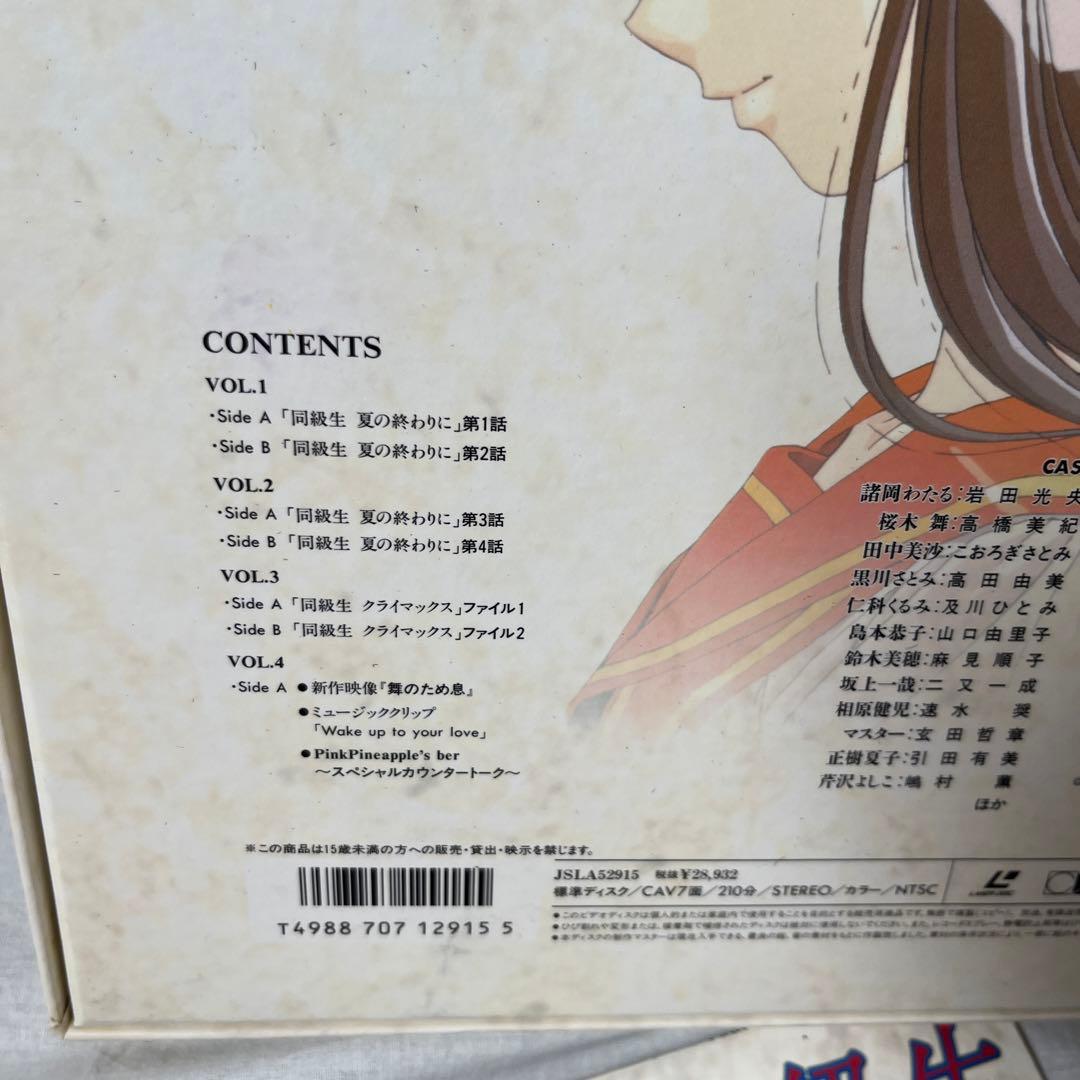 CONTENTS
VOL.1
・Side A 「同級生 夏の終わりに」第1話
・Side B 「同級生 夏の終わりに」第2話
VOL.2
・Side A 「同級生 夏の終わりに」第3話
・Side B 「同級生 夏の終わりに」第4話
VOL.3
・Side A 「同級生 クライマックス」ファイル1
・Side B 「同級生 クライマックス」ファイル2
VOL.4
・Side A ●新作映像『舞のため息』
●ミュージッククリップ
「Wake up to your love」
●PinkPineapple's ber
〜スペシャルカウンタートーク〜
CAS
諸岡わたる:岩田光央
桜木 舞:高橋美紀
田中美沙:こおろぎさとみ
黒川さとみ:高田由美
仁科くるみ:及川ひとみ
島本恭子:山口由里子
鈴木美穂:麻見順子
坂上一哉:二又一成
相原健児:速水 奨
マスター:玄田哲章
正樹夏子:引田有美
芹沢よしこ:嶋村 薫
ほか
※この商品は15歳未満の方への販売・貸出・映示を禁じます。
T4988 707 12915 5
JSLA52915 税抜¥28,932
標準ディスク/CAV7面/210分/STEREO/カラー/NTSC